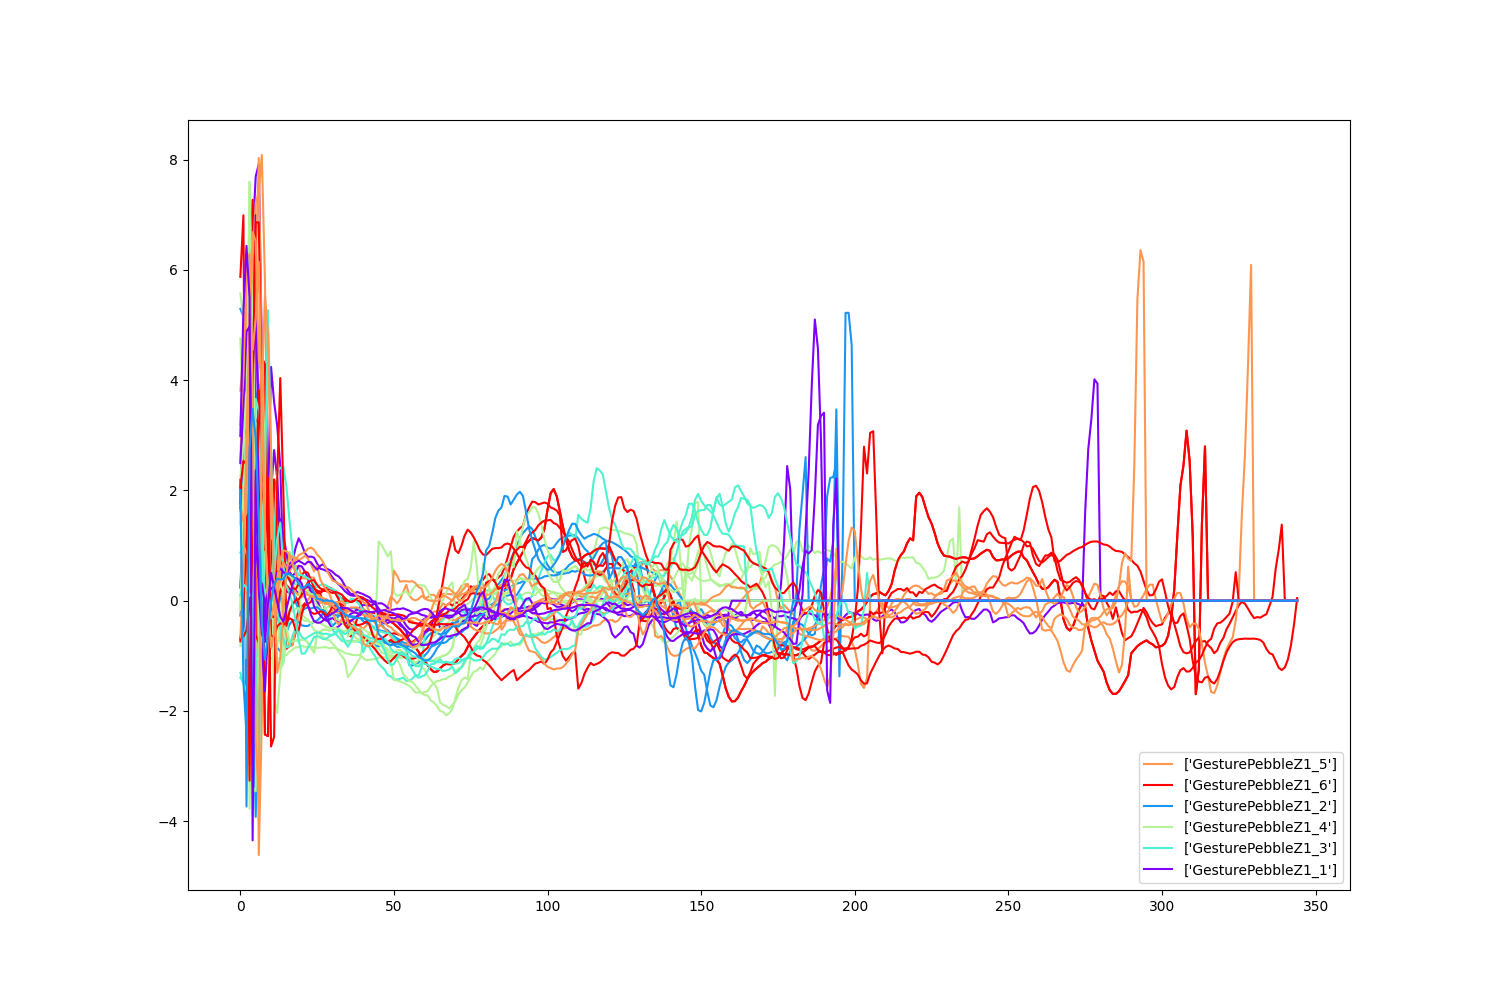 8
6
4
2
0
−2
−4
0 50 100 150 200 250 300 350
['GesturePebbleZ1_5']
['GesturePebbleZ1_6']
['GesturePebbleZ1_2']
['GesturePebbleZ1_4']
['GesturePebbleZ1_3']
['GesturePebbleZ1_1']